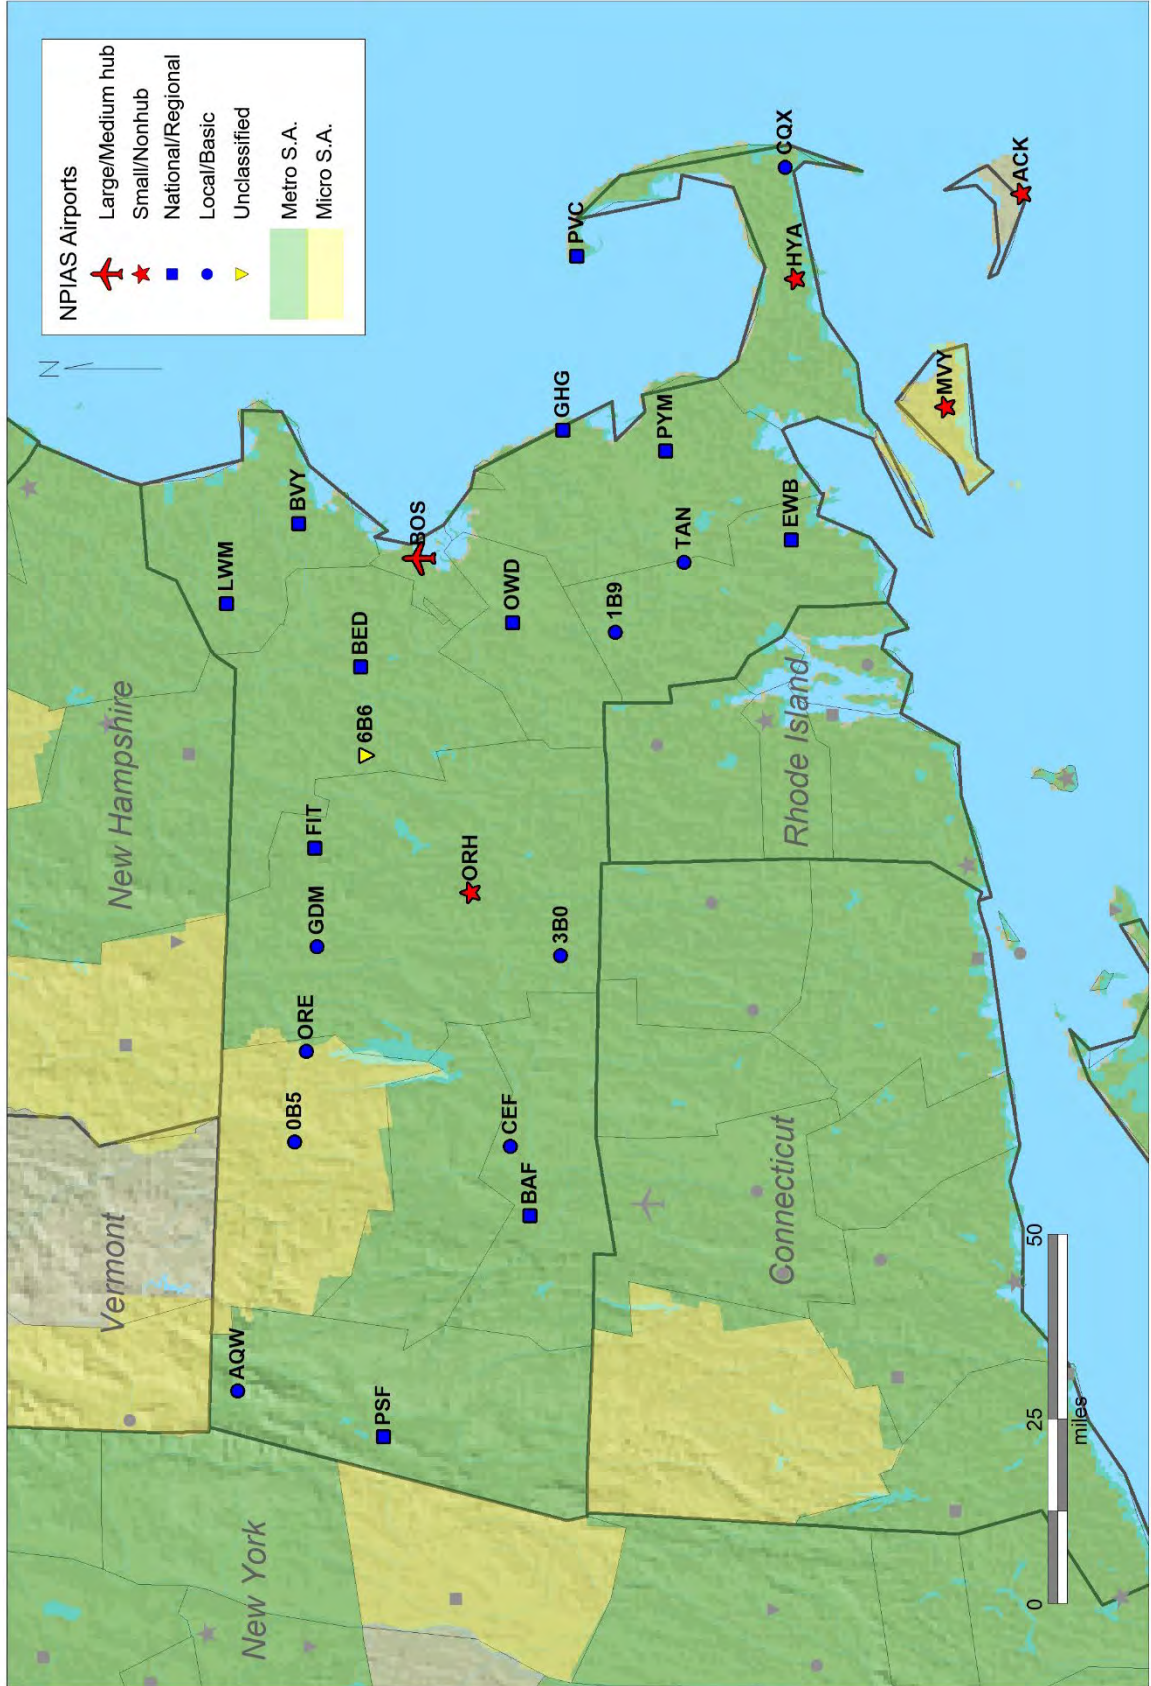 NPIAS Airports
Large/Medium hub
Small/Nonhub
National/Regional
Local/Basic
Unclassified
Metro S.A.
Micro S.A.
N
New York
Vermont
New Hampshire
AQW
LWM
0B5
ORE
GDM
FIT
BVY
PSF
6B6
BED
BOS
ORH
BAF
CEF
OWD
3B0
GHG
PVC
1B9
TAN
PYM
Connecticut
Rhode Island
EWB
HYA
CQX
MVY
ACK
0
25
50
miles